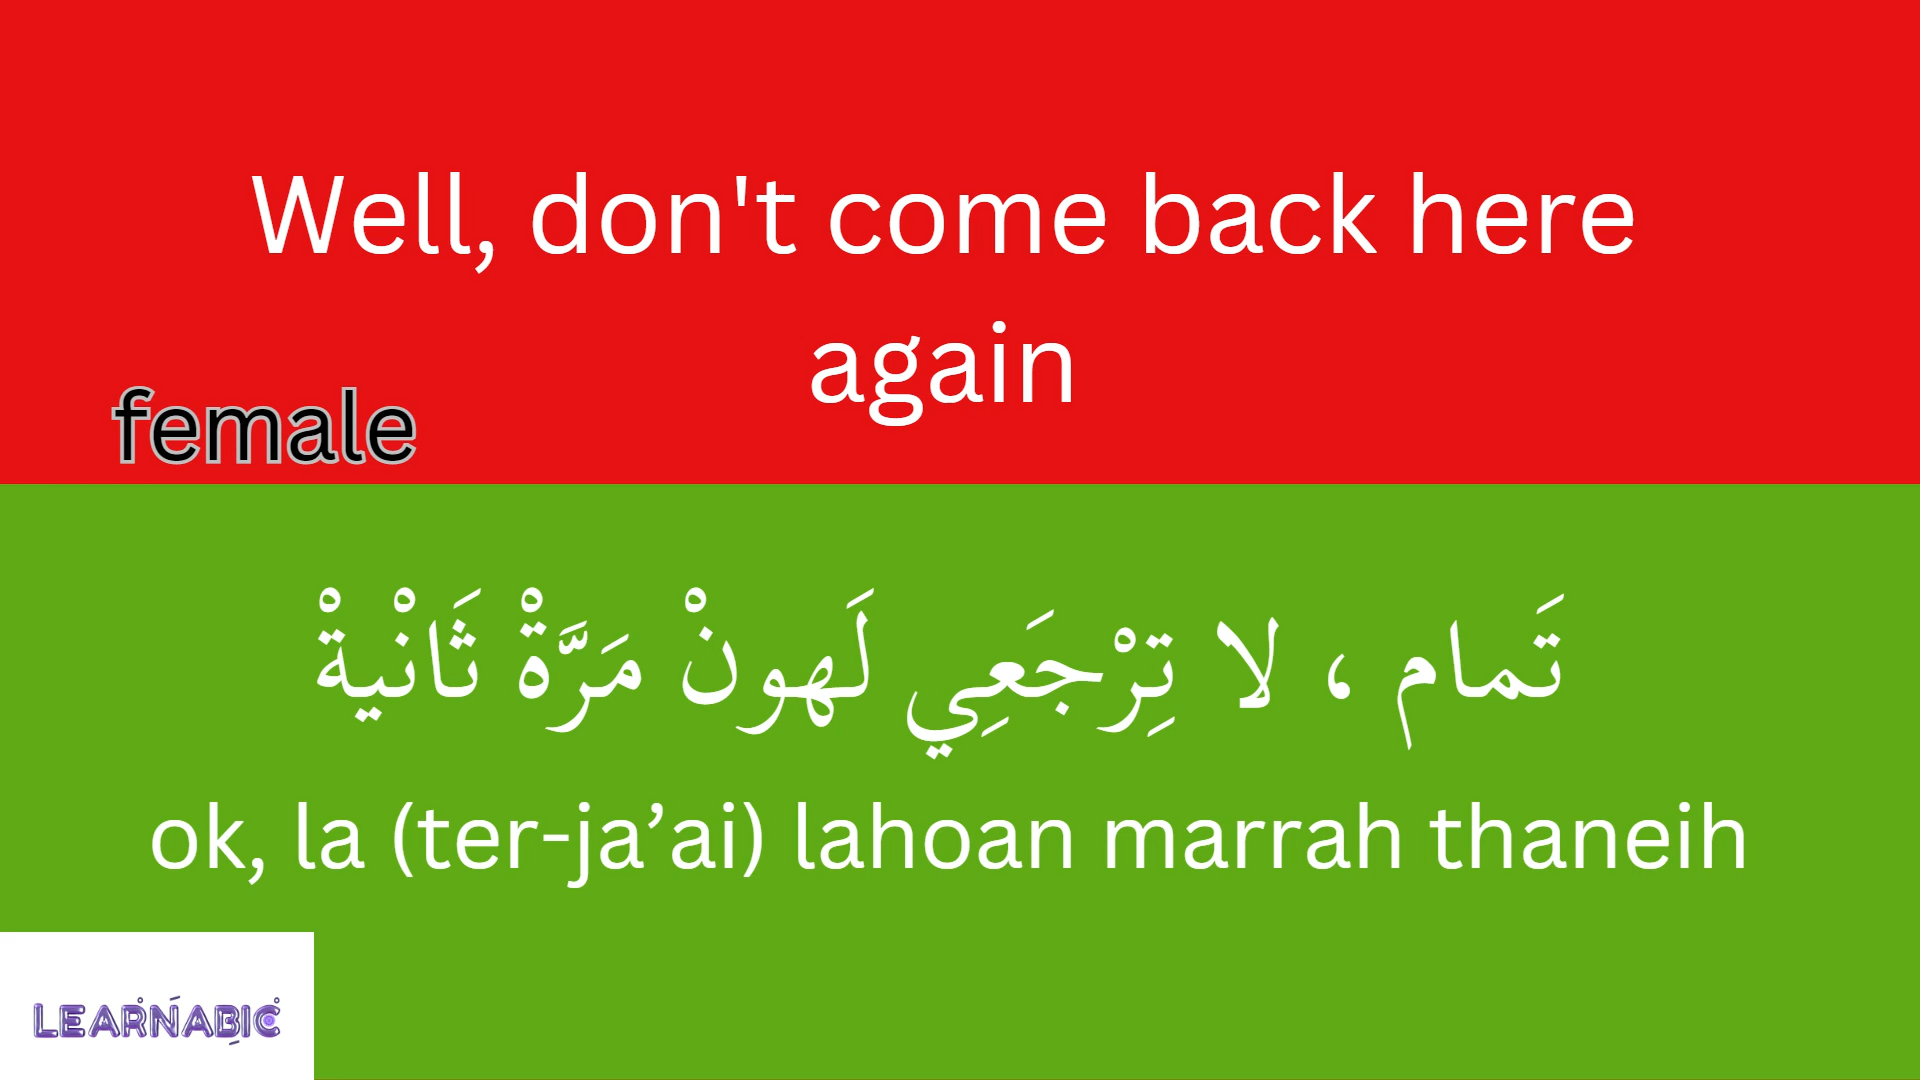 Well, don't come back here
again
female
تَمام ، لا تِرْجَعِي لَهونْ مَرَّةْ ثَانْيةْ
ok, la (ter-ja’ai) lahoan marrah thaneih
LEARNABIC